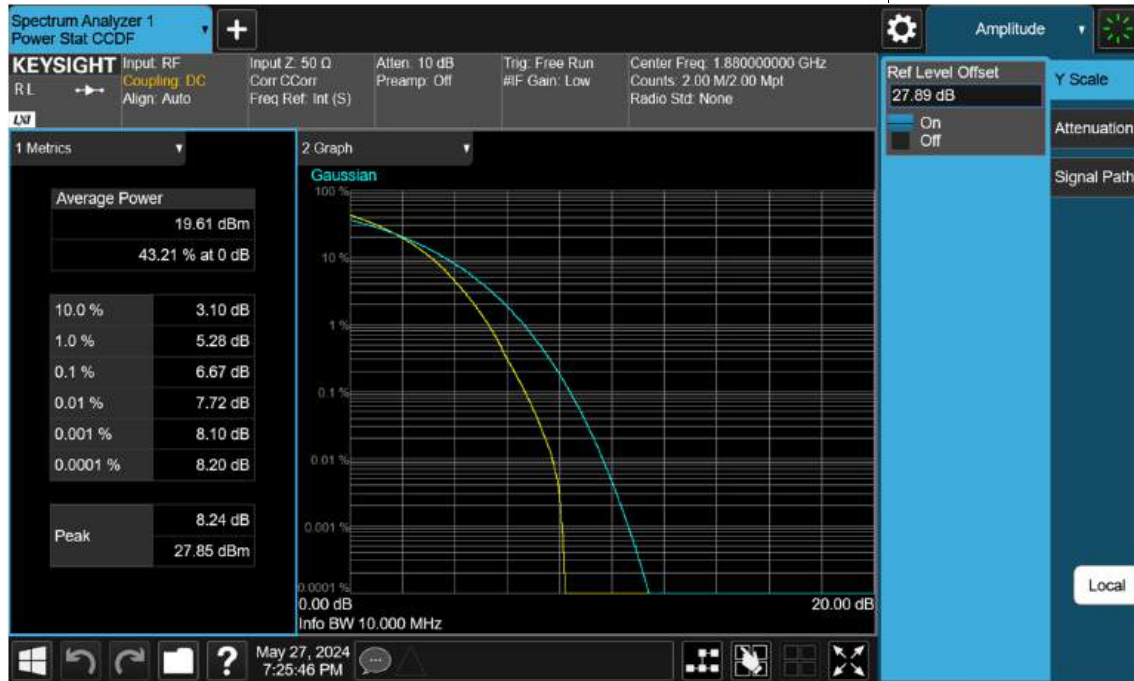 Spectrum Analyzer 1
Power Stat CCDF
+
Amplitude
KEYSIGHT
R L
LXI
Input: RF
Coupling: DC
Align: Auto
Input Z: 50 Ω
Corr CCorr
Freq Ref: Int (S)
Atten: 10 dB
Preamp: Off
Trig: Free Run
#IF Gain: Low
Center Freq: 1.880000000 GHz
Counts: 2.00 M/2.00 Mpt
Radio Std: None
Ref Level Offset
27.89 dB
On
Off
Y Scale
Attenuation
Signal Path
1 Metrics
Average Power
19.61 dBm
43.21 % at 0 dB
10.0 % 3.10 dB
1.0 % 5.28 dB
0.1 % 6.67 dB
0.01 % 7.72 dB
0.001 % 8.10 dB
0.0001 % 8.20 dB
Peak
8.24 dB
27.85 dBm
2 Graph
Gaussian
100 %
10 %
1 %
0.1 %
0.01 %
0.001 %
0.0001 %
0.00 dB 20.00 dB
Info BW 10.000 MHz
Local
?
May 27, 2024
7:25:46 PM